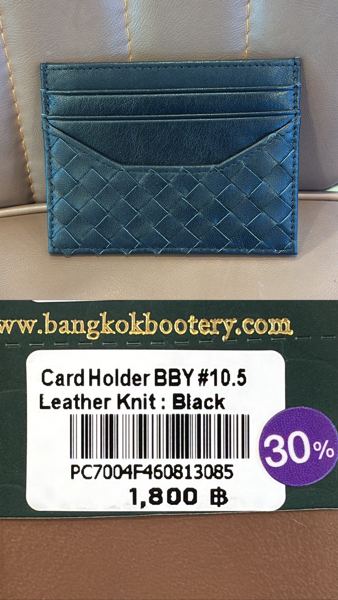 www.bangkokbootery.com
Card Holder BBY #10.5
Leather Knit : Black
PC7004F460813085
1,800 ฿
30%